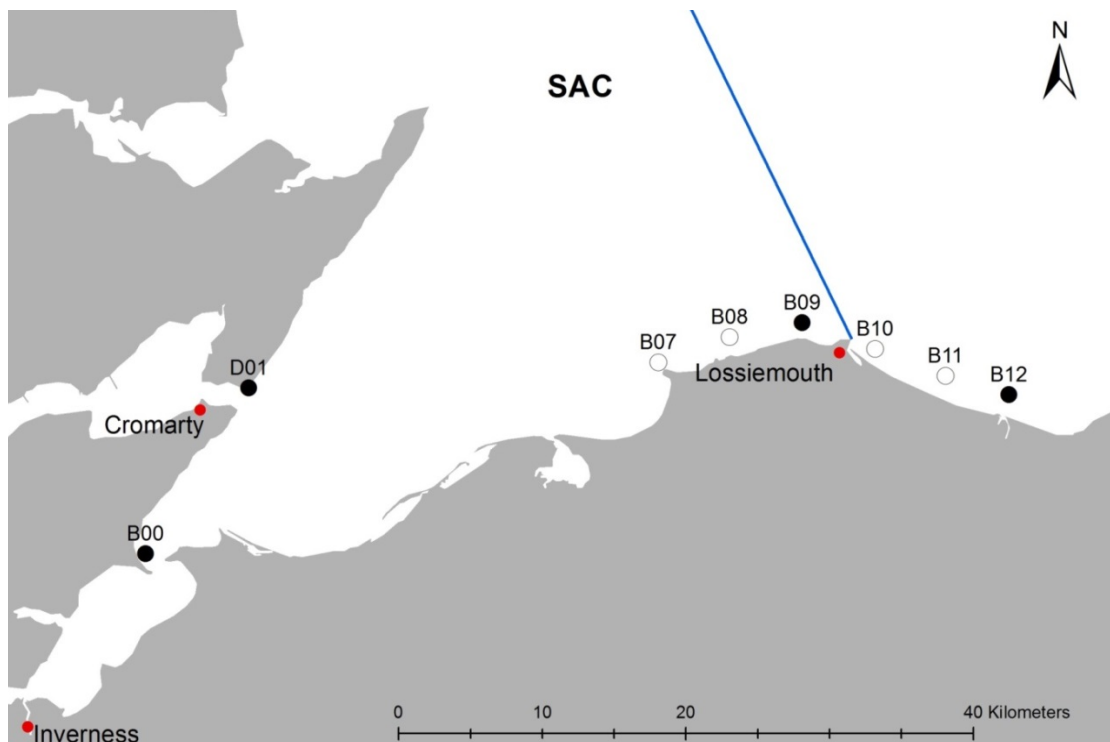 N
SAC
B09
B08
B10
B07
B11
Lossiemouth
B12
D01
Cromarty
B00
0 10 20 40 Kilometers
Inverness